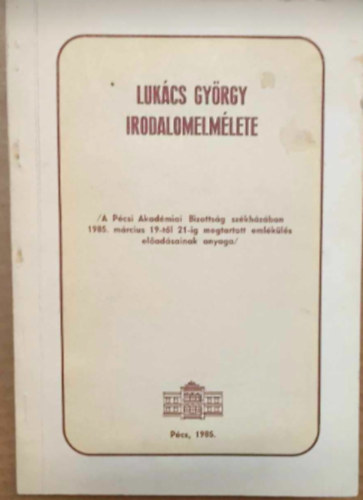 LUKÁCS GYÖRGY
IRODALOMELMÉLETE
/A Pécsi Akadémiai Bizottság székházában
1985. március 19-től 21-ig megtartott emlékülés
előadásainak anyaga/
Pécs, 1985.